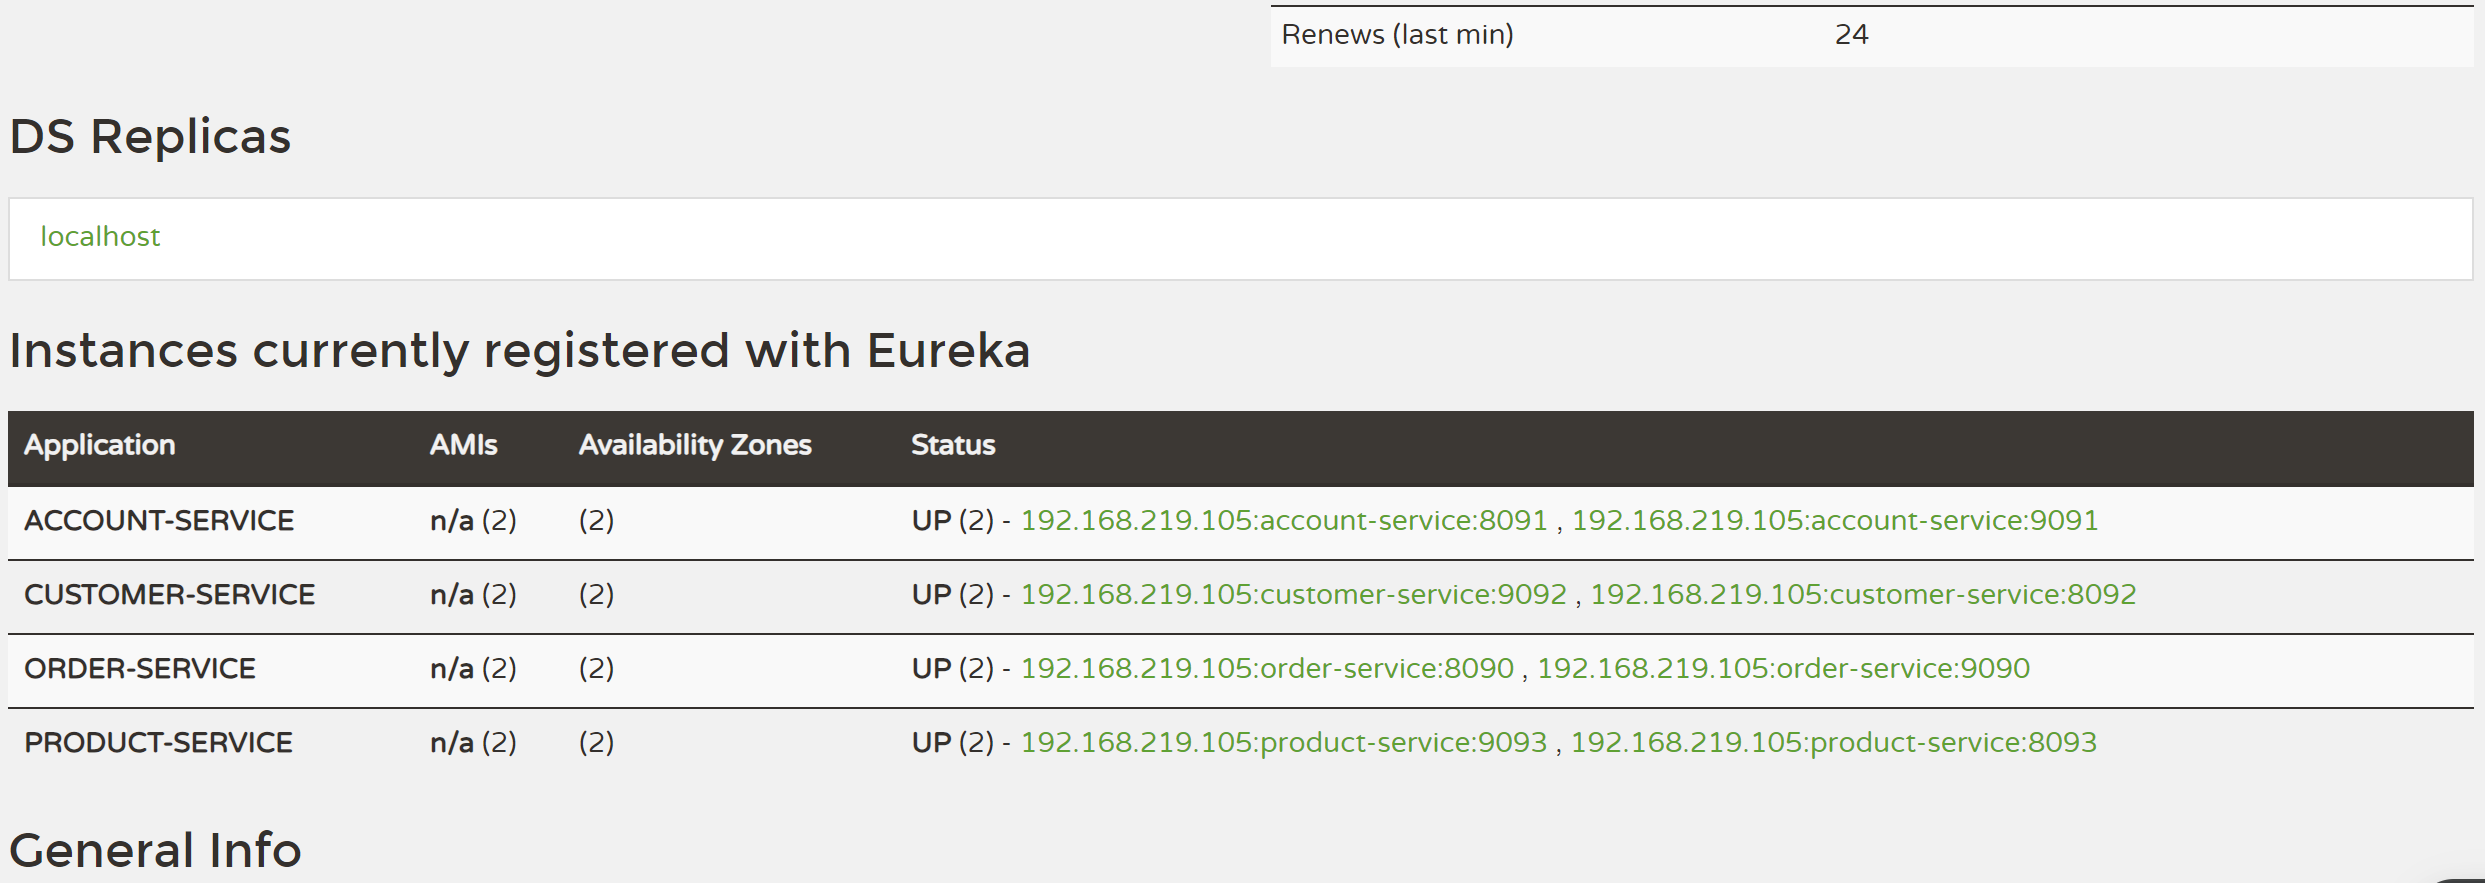 Renews (last min) 24
DS Replicas
localhost
Instances currently registered with Eureka
Application AMIs Availability Zones Status
ACCOUNT-SERVICE n/a (2) (2) UP (2) - 192.168.219.105:account-service:8091 , 192.168.219.105:account-service:9091
CUSTOMER-SERVICE n/a (2) (2) UP (2) - 192.168.219.105:customer-service:9092 , 192.168.219.105:customer-service:8092
ORDER-SERVICE n/a (2) (2) UP (2) - 192.168.219.105:order-service:8090 , 192.168.219.105:order-service:9090
PRODUCT-SERVICE n/a (2) (2) UP (2) - 192.168.219.105:product-service:9093 , 192.168.219.105:product-service:8093
General Info